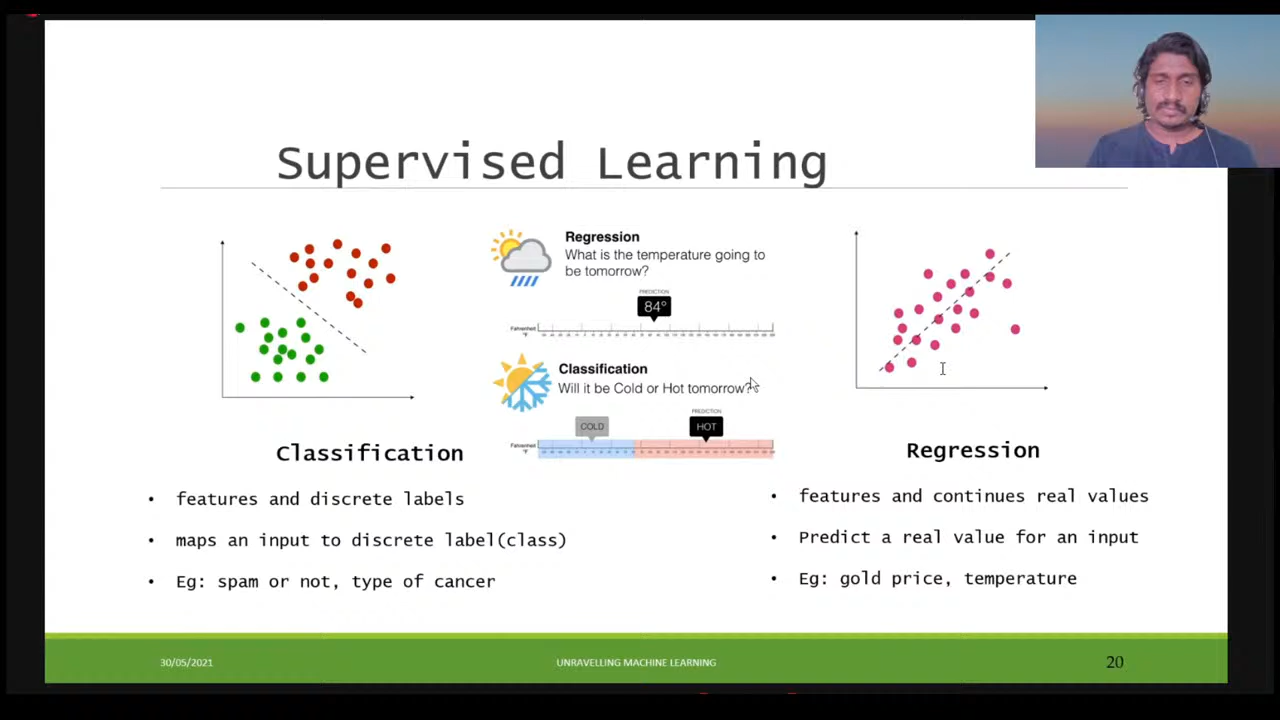 Supervised Learning
Regression
What is the temperature going to
be tomorrow?
PREDICTION
84°
Fahrenheit
°F
Classification
Will it be Cold or Hot tomorrow?
PREDICTION
COLD
HOT
Fahrenheit
°F
Classification
• features and discrete labels
• maps an input to discrete label(class)
• Eg: spam or not, type of cancer
Regression
• features and continues real values
• Predict a real value for an input
• Eg: gold price, temperature
30/05/2021
UNRAVELLING MACHINE LEARNING
20